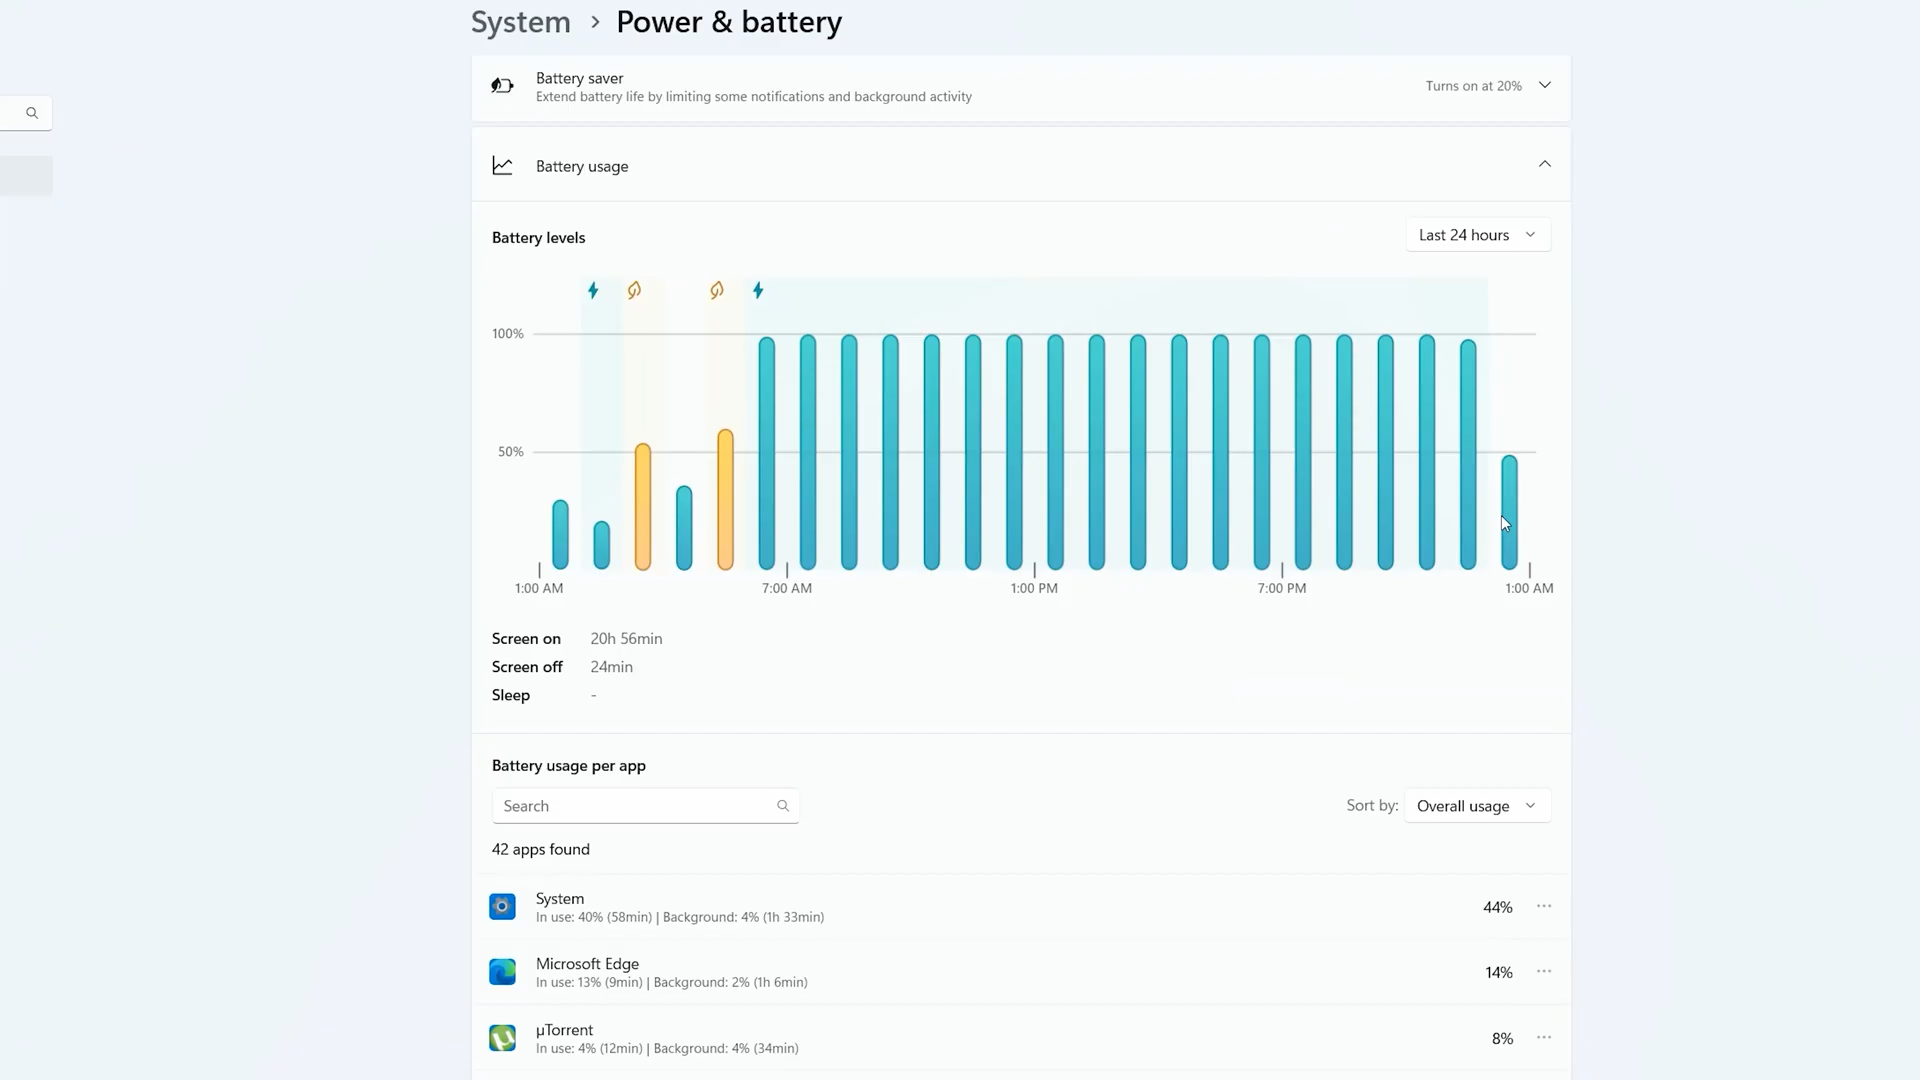 System > Power & battery
Battery saver
Extend battery life by limiting some notifications and background activity
Turns on at 20%
Battery usage
Battery levels
Last 24 hours
100%
50%
1:00 AM 7:00 AM 1:00 PM 7:00 PM 1:00 AM
Screen on 20h 56min
Screen off 24min
Sleep -
Battery usage per app
Search
Sort by: Overall usage
42 apps found
System
In use: 40% (58min) | Background: 4% (1h 33min)
44%
Microsoft Edge
In use: 13% (9min) | Background: 2% (1h 6min)
14%
µTorrent
In use: 4% (12min) | Background: 4% (34min)
8%